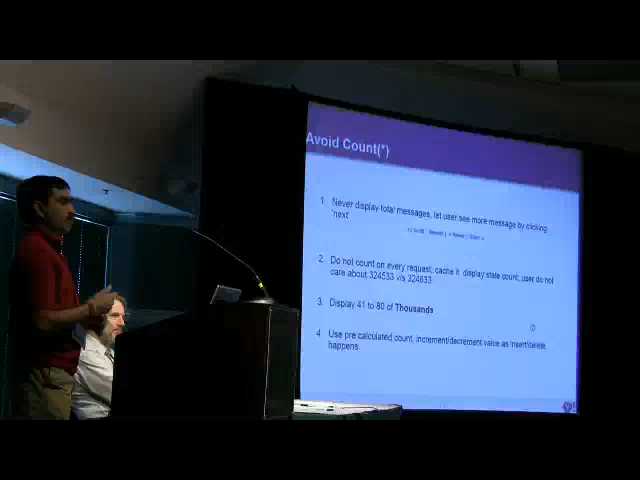 Avoid Count(*)
1 Never display total messages, let user see more message by clicking
'next'
2. Do not count on every request, cache it, display stale count, user do not
care about 324533 v/s 324633
3. Display 41 to 80 of Thousands
4 Use pre calculated count, increment/decrement value as insert/delete
happens.